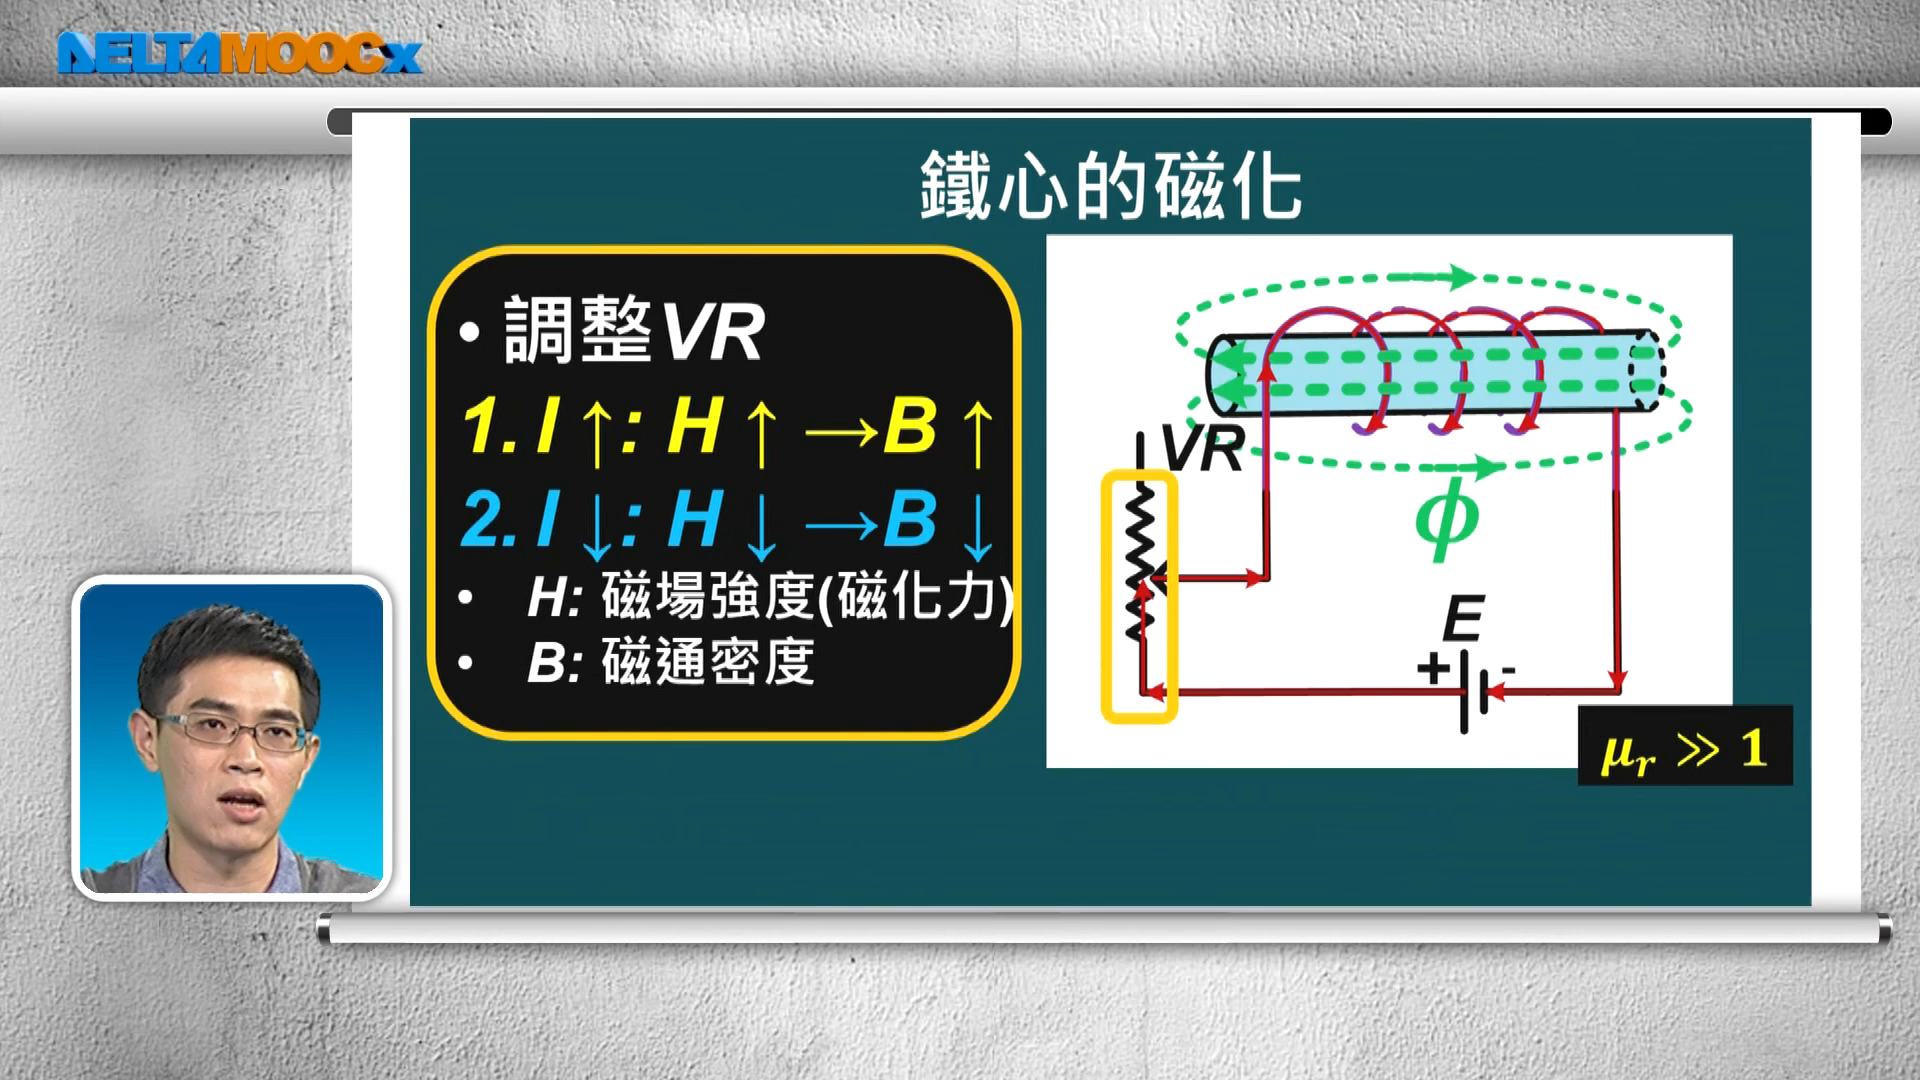 DELTAMOOCx
鐵心的磁化
• 調整VR
1. I ↑: H ↑ →B ↑
2. I ↓: H ↓ →B ↓
• H: 磁場強度(磁化力)
• B: 磁通密度
VR
ϕ
E
+ -
μr ≫ 1